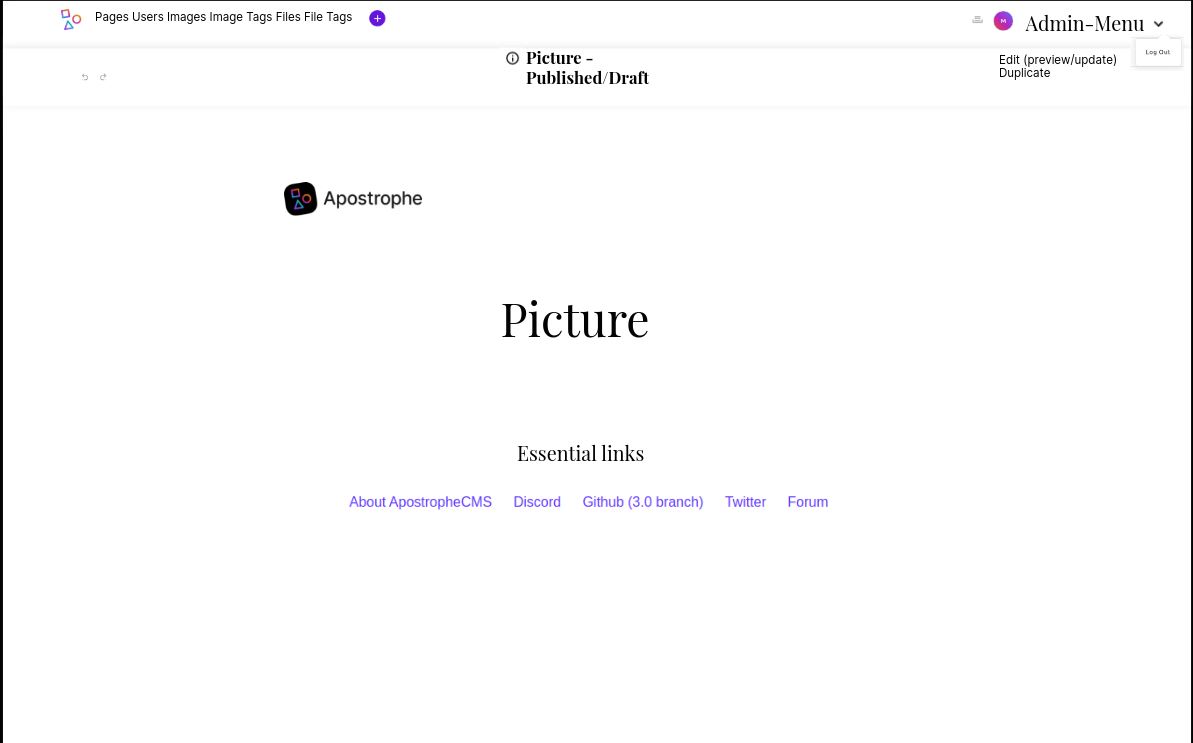 Pages Users Images Image Tags Files File Tags
M
Admin-Menu
Log Out
Picture -
Published/Draft
Edit (preview/update)
Duplicate
Apostrophe
Picture
Essential links
About ApostropheCMS Discord Github (3.0 branch) Twitter Forum